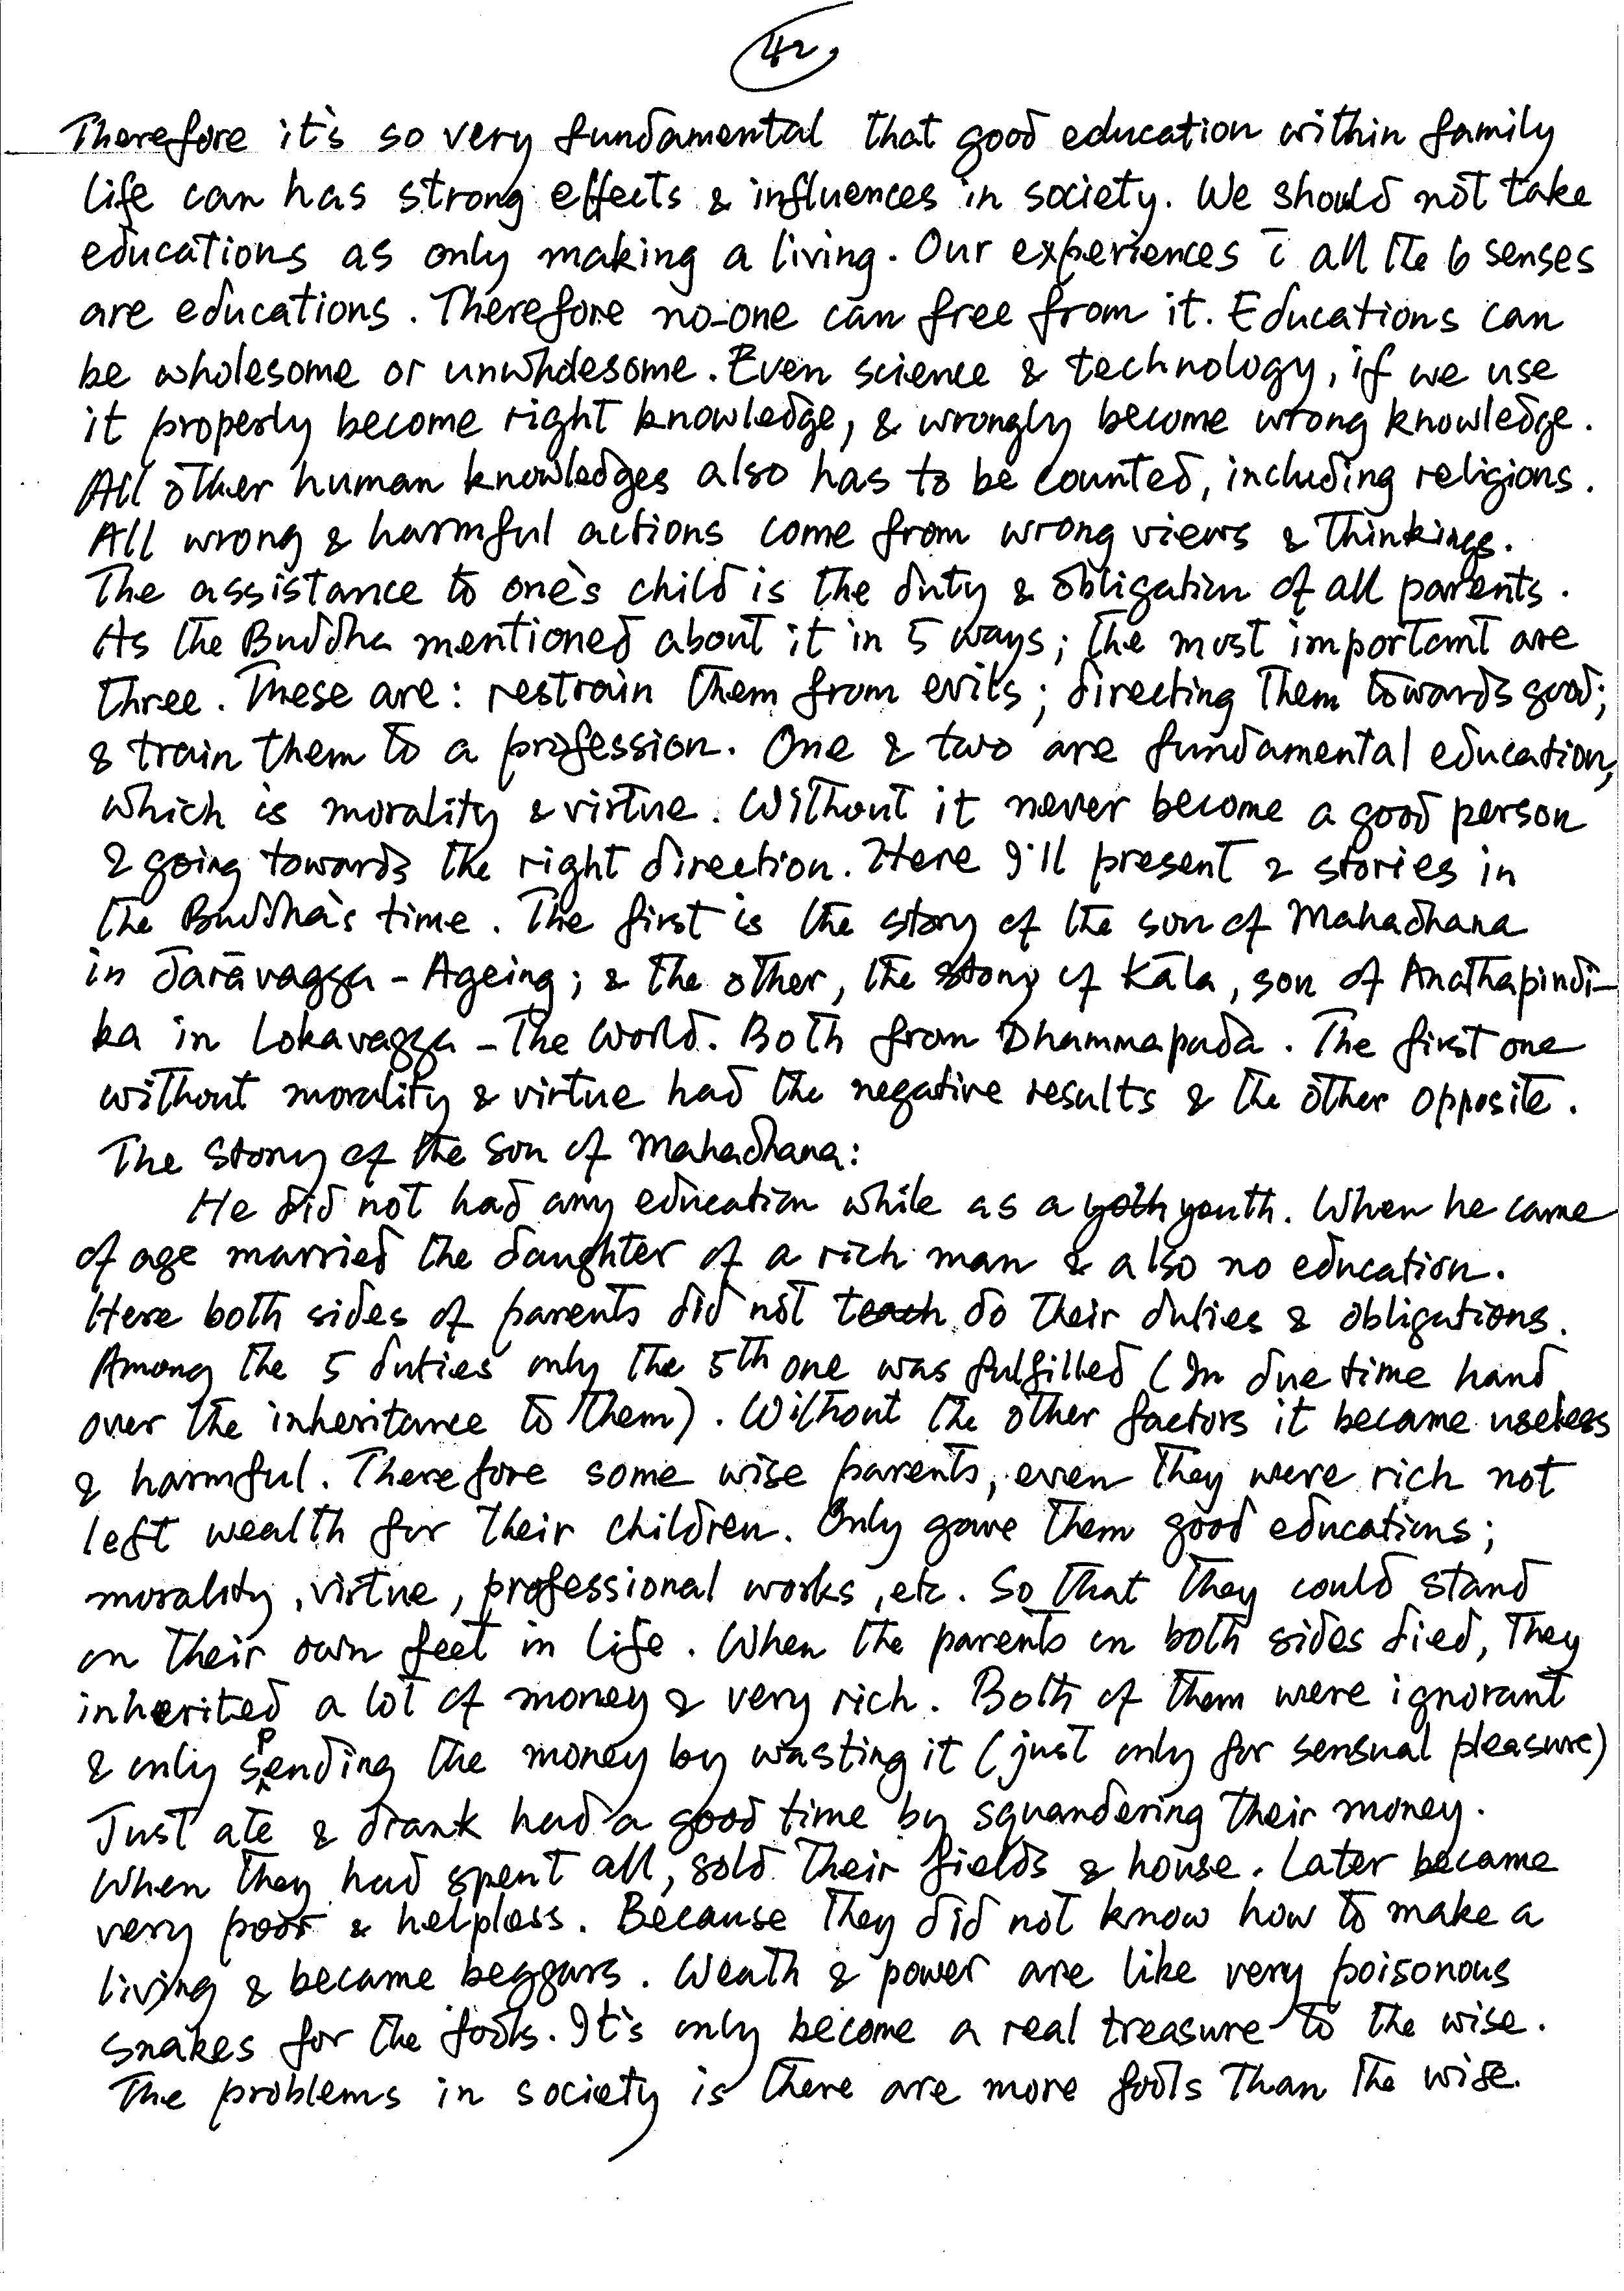 42,
Therefore it's so very fundamental that good education within family
life can has strong effects & influences in society. We should not take
educations as only making a living. Our experiences c̄ all the 6 senses
are educations. Therefore no-one can free from it. Educations can
be wholesome or unwholesome. Even science & technology, if we use
it properly become right knowledge, & wrongly become wrong knowledge.
All other human knowledges also has to be counted, including religions.
All wrong & harmful actions come from wrong views & thinkings.
The assistance to one's child is the duty & obligation of all parents.
As the Buddha mentioned about it in 5 ways; the most important are
three. These are: restrain them from evils; directing them towards good;
& train them to a profession. One & two are fundamental education,
which is morality & virtue. Without it never become a good person
& going towards the right direction. Here I'll present 2 stories in
the Buddha's time. The first is the story of the son of Mahadhana
in Jarāvagga - Ageing; & the other, the story of Kāla, son of Anathapindi-
ka in Lokavagga - The World. Both from Dhammapada. The first one
without morality & virtue had the negative results & the other opposite.
The story of the son of Mahadhana:
He did not had any education while as a yoth youth. When he came
of age married the daughter of a rich man & also no education.
Here both sides of parents did not teach do their duties & obligations.
Among the 5 duties only the 5th one was fulfilled (In due time hand
over the inheritance to them). Without the other factors it became useless
& harmful. Therefore some wise parents, even they were rich not
left wealth for their children. Only gave them good educations;
morality, virtue, professional works, etc. So that they could stand
on their own feet in life. When the parents on both sides died, they
inherited a lot of money & very rich. Both of them were ignorant
& only spending the money by wasting it (just only for sensual pleasure)
Just ate & drank had a good time by squandering their money.
When they had spent all, sold their fields & house. Later became
very poor & helpless. Because they did not know how to make a
living & became beggars. Weath & power are like very poisonous
snakes for the fools. It's only become a real treasure to the wise.
The problems in society is there are more fools than the wise.